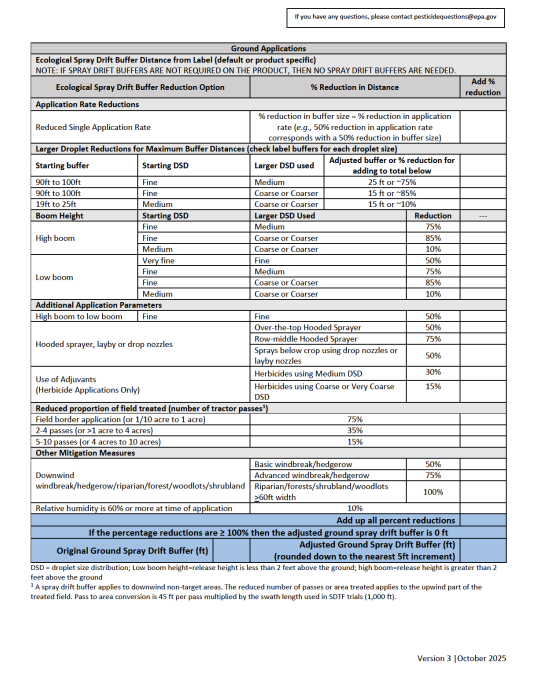 If you have any questions, please contact pesticidequestions@epa.gov
Ground Applications
Ecological Spray Drift Buffer Distance from Label (default or product specific)
NOTE: IF SPRAY DRIFT BUFFERS ARE NOT REQUIRED ON THE PRODUCT, THEN NO SPRAY DRIFT BUFFERS ARE NEEDED.
Ecological Spray Drift Buffer Reduction Option % Reduction in Distance Add % reduction
Application Rate Reductions
Reduced Single Application Rate % reduction in buffer size = % reduction in application
rate (e.g., 50% reduction in application rate
corresponds with a 50% reduction in buffer size)
Larger Droplet Reductions for Maximum Buffer Distances (check label buffers for each droplet size)
Starting buffer Starting DSD Larger DSD used Adjusted buffer or % reduction for
adding to total below
90ft to 100ft Fine Medium 25 ft or ~75%
90ft to 100ft Fine Coarse or Coarser 15 ft or ~85%
19ft to 25ft Medium Coarse or Coarser 15 ft or ~10%
Boom Height Starting DSD Larger DSD Used Reduction ---
High boom Fine Medium 75%
Fine Coarse or Coarser 85%
Medium Coarse or Coarser 10%
Low boom Very fine Fine 50%
Fine Medium 75%
Fine Coarse or Coarser 85%
Medium Coarse or Coarser 10%
Additional Application Parameters
High boom to low boom Fine Fine 50%
Hooded sprayer, layby or drop nozzles Over-the-top Hooded Sprayer 50%
Row-middle Hooded Sprayer 75%
Sprays below crop using drop nozzles or
layby nozzles 50%
Use of Adjuvants
(Herbicide Applications Only) Herbicides using Medium DSD 30%
Herbicides using Coarse or Very Coarse
DSD 15%
Reduced proportion of field treated (number of tractor passes¹)
Field border application (or 1/10 acre to 1 acre) 75%
2-4 passes (or >1 acre to 4 acres) 35%
5-10 passes (or 4 acres to 10 acres) 15%
Other Mitigation Measures
Downwind
windbreak/hedgerow/riparian/forest/woodlots/shrubland Basic windbreak/hedgerow 50%
Advanced windbreak/hedgerow 75%
Riparian/forests/shrubland/woodlots
>60ft width 100%
Relative humidity is 60% or more at time of application 10%
Add up all percent reductions
If the percentage reductions are ≥ 100% then the adjusted ground spray drift buffer is 0 ft
Original Ground Spray Drift Buffer (ft) Adjusted Ground Spray Drift Buffer (ft)
(rounded down to the nearest 5ft increment)
DSD = droplet size distribution; Low boom height=release height is less than 2 feet above the ground; high boom=release height is greater than 2
feet above the ground
¹ A spray drift buffer applies to downwind non-target areas. The reduced number of passes or area treated applies to the upwind part of the
treated field. Pass to area conversion is 45 ft per pass multiplied by the swath length used in SDTF trials (1,000 ft).
Version 3 |October 2025